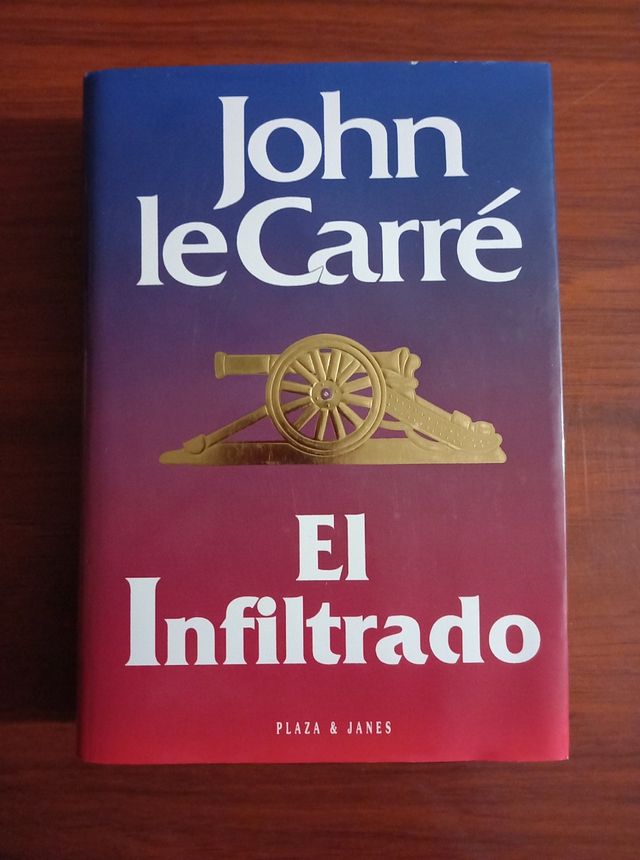 John
le Carré
El
Infiltrado
PLAZA & JANES